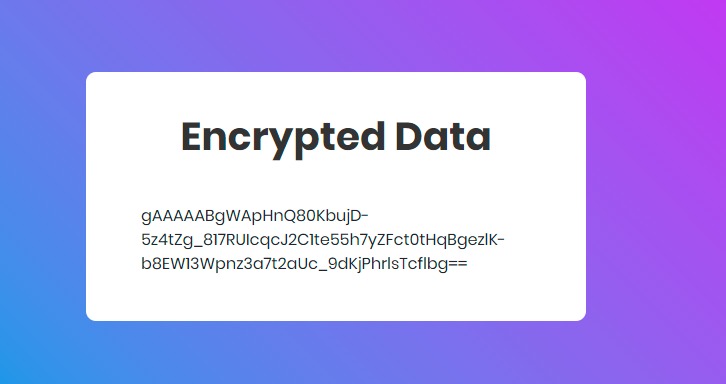 Encrypted Data
gAAAAABgWApHnQ80KbujD-
5z4tZg_817RUIcqcJ2C1te55h7yZFct0tHqBgezlK-
b8EW13Wpnz3a7t2aUc_9dKjPhrlsTcflbg==